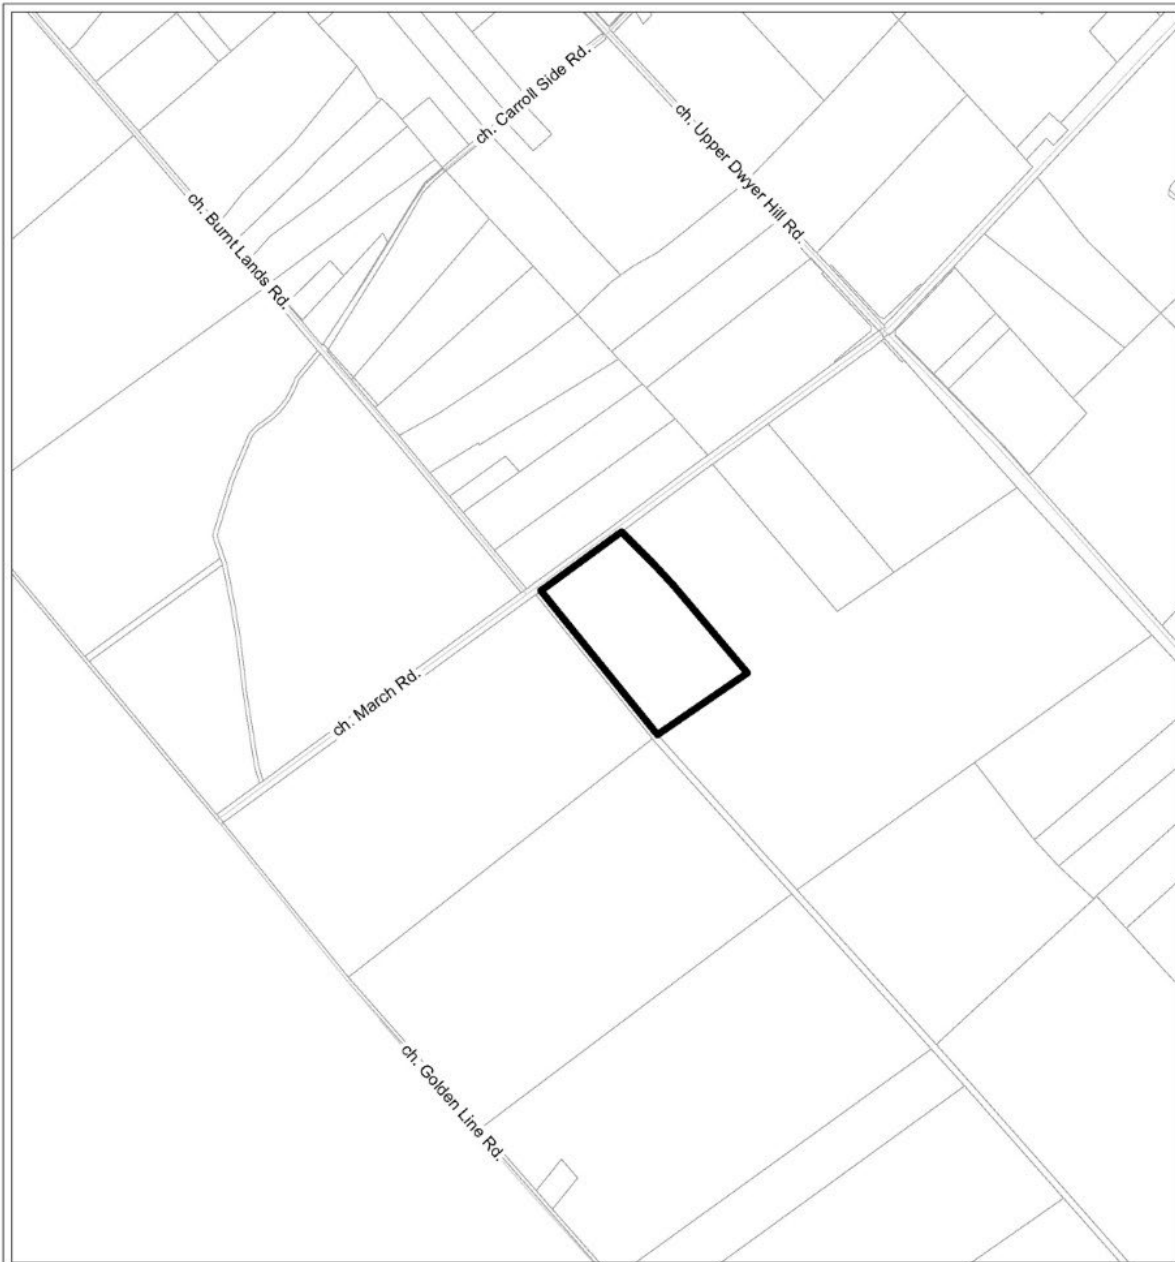 ch. Carroll Side Rd.
ch. Upper Dwyer Hill Rd.
ch. Burnt Lands Rd.
ch. March Rd.
ch. Golden Line Rd.